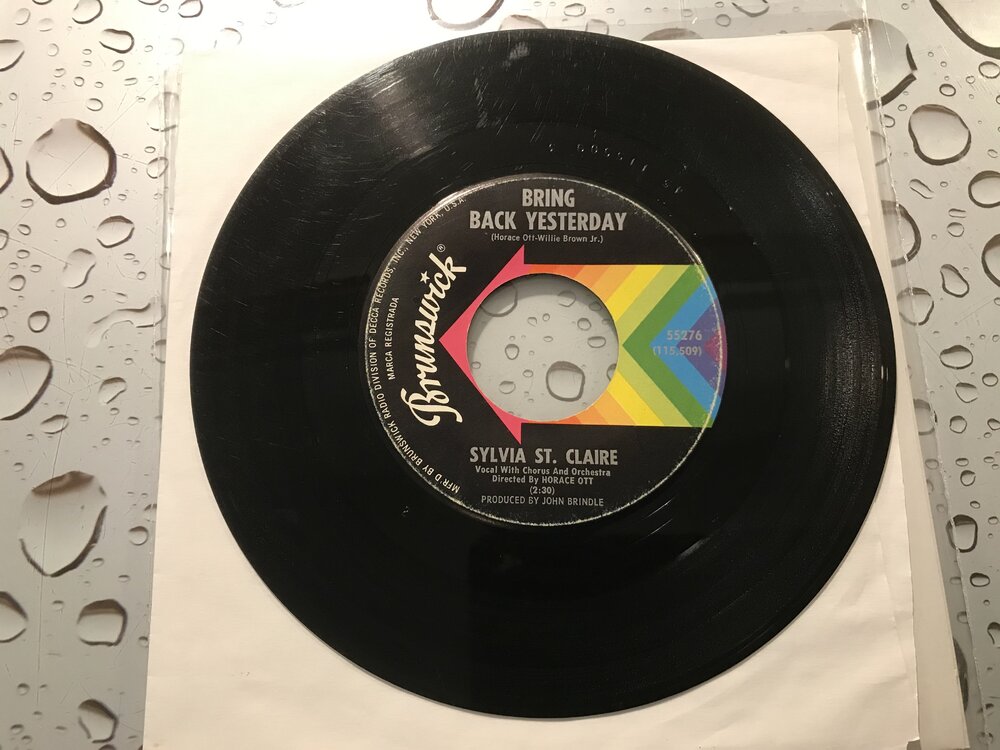 BRING
BACK YESTERDAY
(Horace Ott-Willie Brown Jr.)
Brunswick®
MFR'D BY BRUNSWICK RADIO DIVISION OF DECCA RECORDS, INC., NEW YORK, U.S.A.
MARCA REGISTRADA
55276
(115,509)
SYLVIA ST. CLAIRE
Vocal With Chorus And Orchestra
Directed By HORACE OTT
(2:30)
PRODUCED BY JOHN BRINDLE